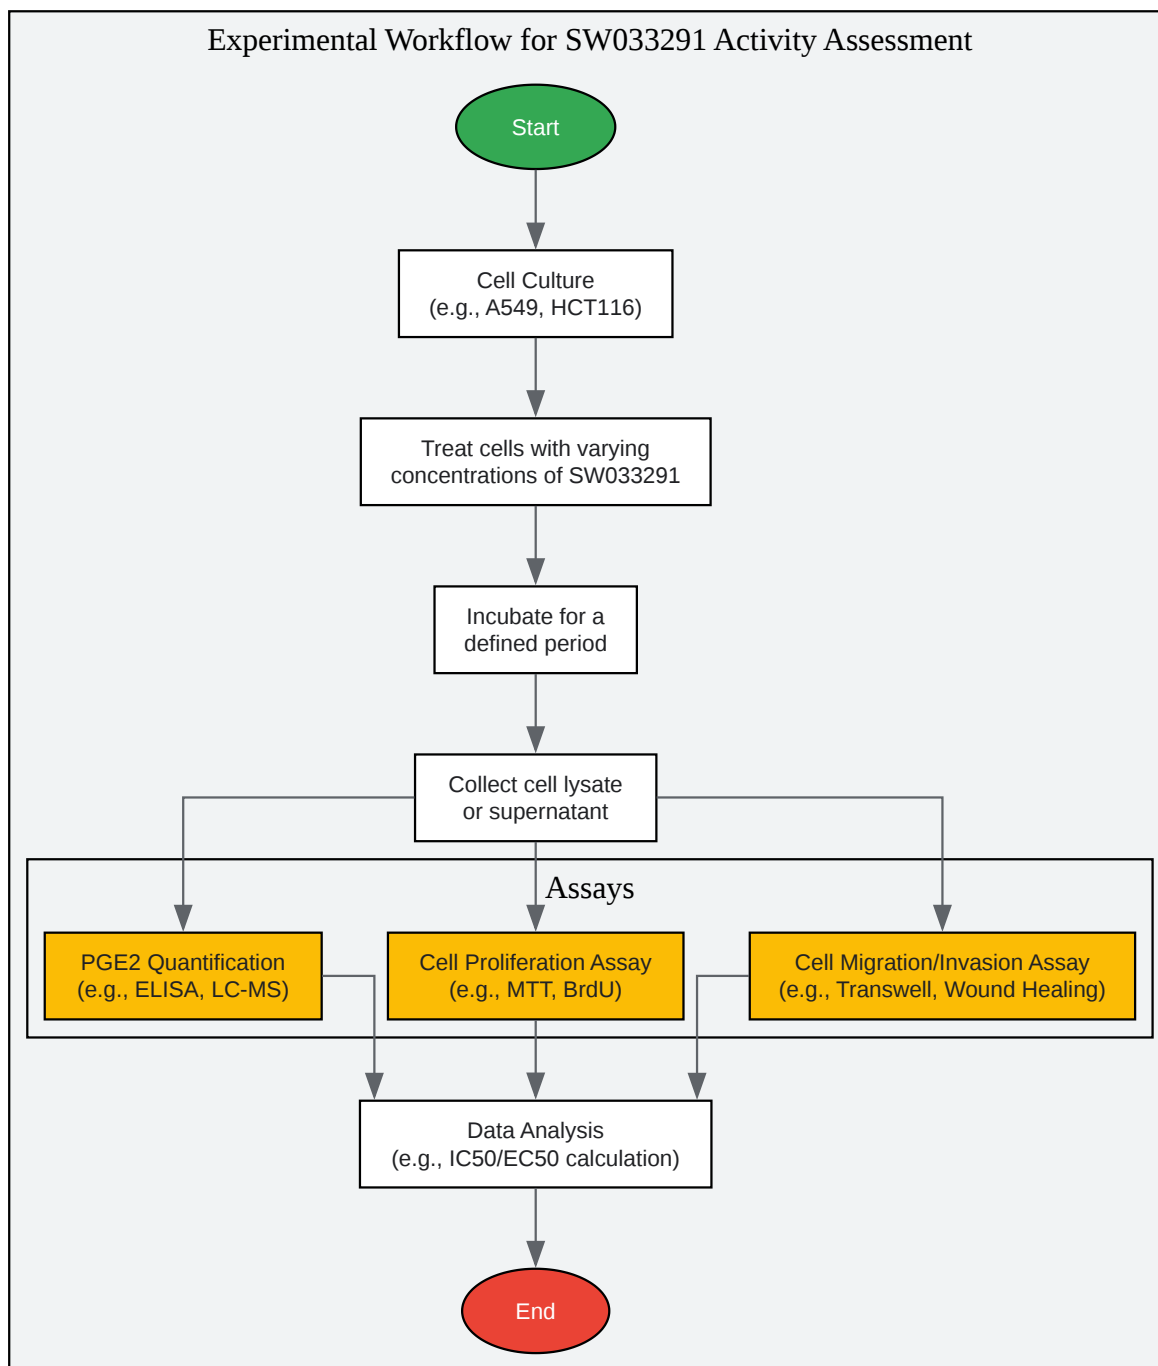 Experimental Workflow for SW033291 Activity Assessment
Start
Cell Culture
(e.g., A549, HCT116)
Treat cells with varying
concentrations of SW033291
Incubate for a
defined period
Collect cell lysate
or supernatant
Assays
PGE2 Quantification
(e.g., ELISA, LC-MS)
Cell Proliferation Assay
(e.g., MTT, BrdU)
Cell Migration/Invasion Assay
(e.g., Transwell, Wound Healing)
Data Analysis
(e.g., IC50/EC50 calculation)
End